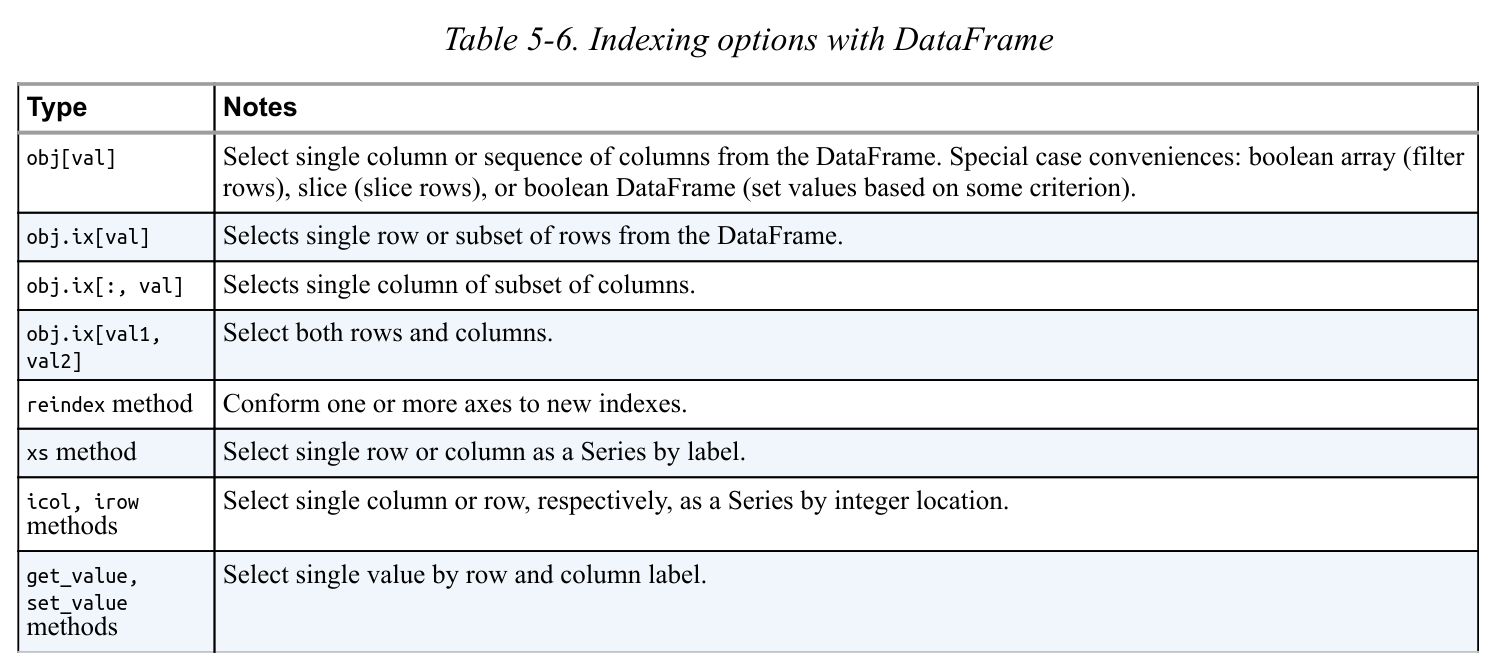 Table 5-6. Indexing options with DataFrame
Type Notes
obj[val] Select single column or sequence of columns from the DataFrame. Special case conveniences: boolean array (filter
rows), slice (slice rows), or boolean DataFrame (set values based on some criterion).
obj.ix[val] Selects single row or subset of rows from the DataFrame.
obj.ix[:, val] Selects single column of subset of columns.
obj.ix[val1, Select both rows and columns.
val2]
reindex method Conform one or more axes to new indexes.
xs method Select single row or column as a Series by label.
icol, irow Select single column or row, respectively, as a Series by integer location.
methods
get_value, Select single value by row and column label.
set_value
methods